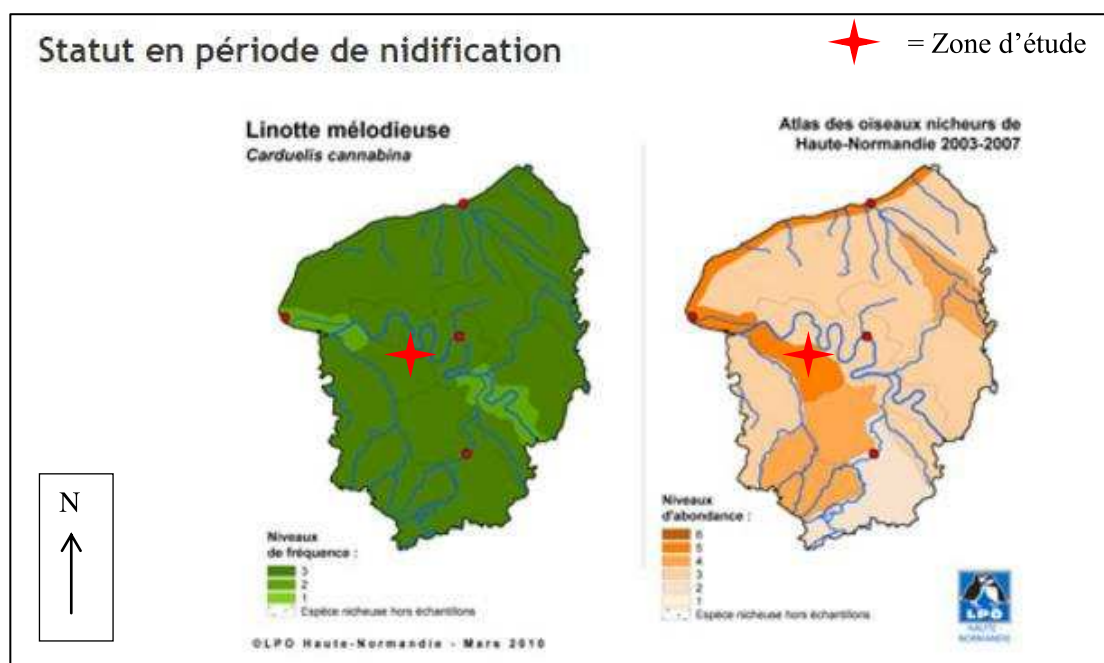 Statut en période de nidification
= Zone d'étude
Linotte mélodieuse
Carduelis cannabina
Atlas des oiseaux nicheurs de
Haute-Normandie 2003-2007
N
Niveaux
de fréquence :
3
2
1
Espèce nicheuse hors échantillons
©LPO Haute-Normandie - Mars 2010
Niveaux
d'abondance :
6
5
4
3
2
1
Espèce nicheuse hors échantillons
LPO
HAUTE-
NORMANDIE